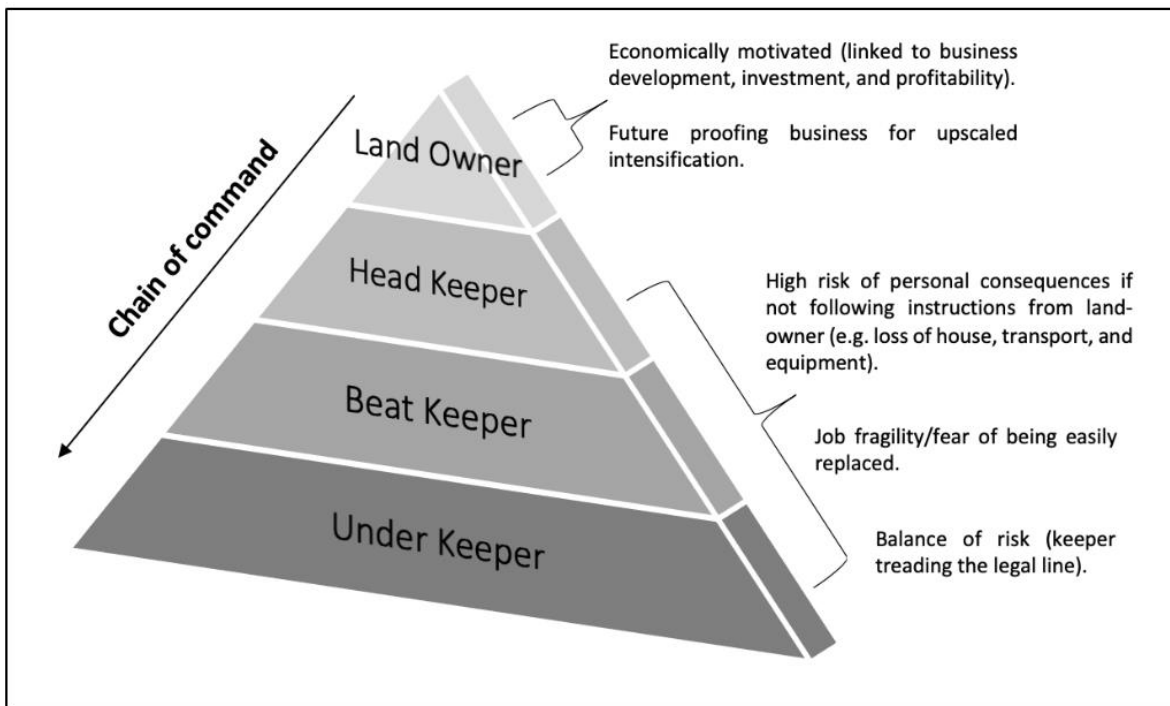 Economically motivated (linked to business
development, investment, and profitability).
Future proofing business for upscaled
intensification.
Chain of command
Land Owner
Head Keeper
Beat Keeper
Under Keeper
High risk of personal consequences if
not following instructions from land-
owner (e.g. loss of house, transport, and
equipment).
Job fragility/fear of being easily
replaced.
Balance of risk (keeper
treading the legal line).